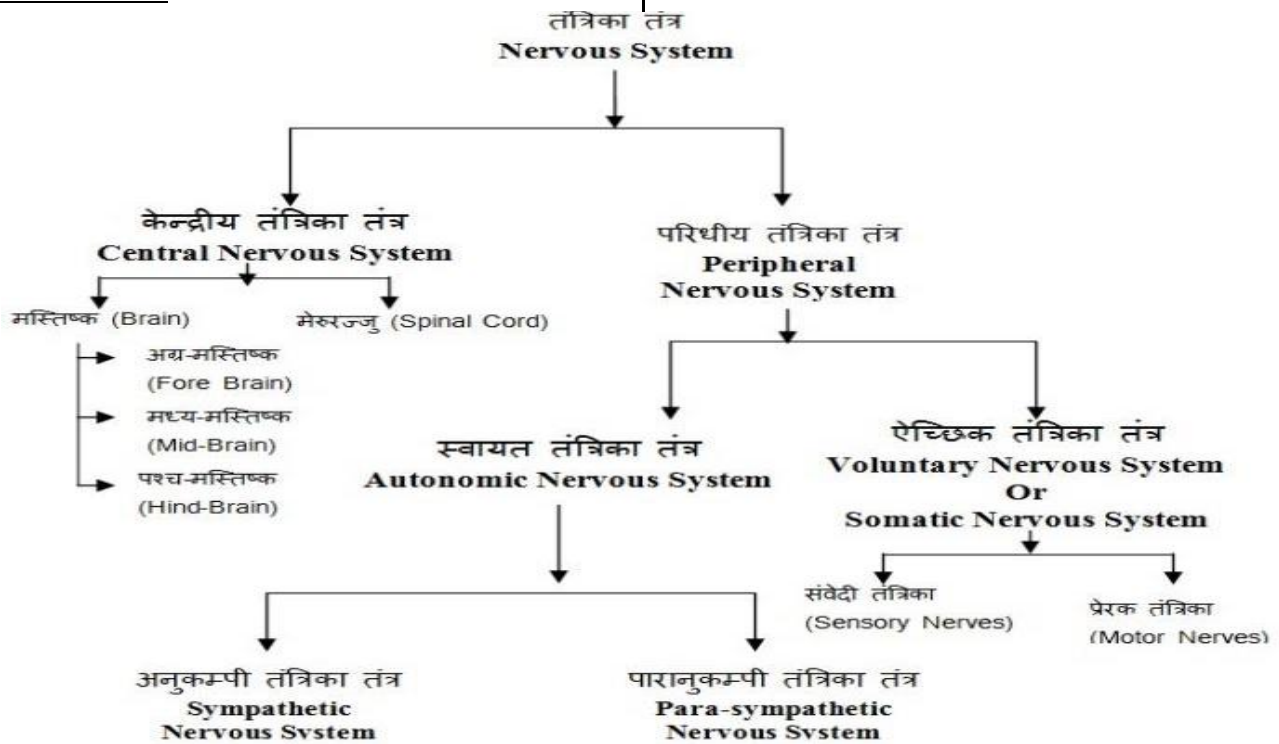 तंत्रिका तंत्र
Nervous System
केन्द्रीय तंत्रिका तंत्र
Central Nervous System
परिधीय तंत्रिका तंत्र
Peripheral
Nervous System
मस्तिष्क (Brain)
मेरुरज्जु (Spinal Cord)
अग्र-मस्तिष्क
(Fore Brain)
मध्य-मस्तिष्क
(Mid-Brain)
पश्च-मस्तिष्क
(Hind-Brain)
स्वायत तंत्रिका तंत्र
Autonomic Nervous System
ऐच्छिक तंत्रिका तंत्र
Voluntary Nervous System
Or
Somatic Nervous System
संवेदी तंत्रिका
(Sensory Nerves)
प्रेरक तंत्रिका
(Motor Nerves)
अनुकम्पी तंत्रिका तंत्र
Sympathetic
Nervous System
पारानुकम्पी तंत्रिका तंत्र
Para-sympathetic
Nervous System